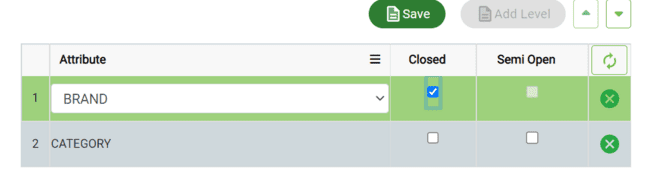 Save Add Level
Attribute Closed Semi Open
1 BRAND
2 CATEGORY